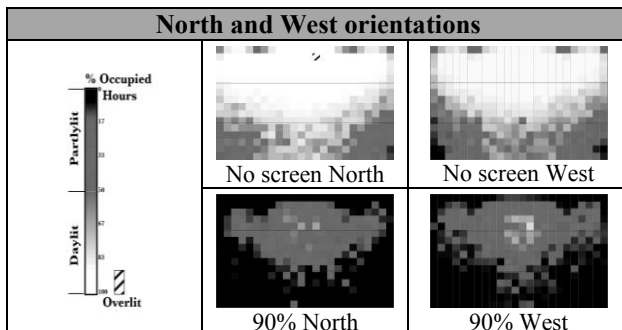 North and West orientations
% Occupied
Hours
0
17
33
50
67
83
100
Partlylit
Daylit
Overlit
No screen North
No screen West
90% North
90% West